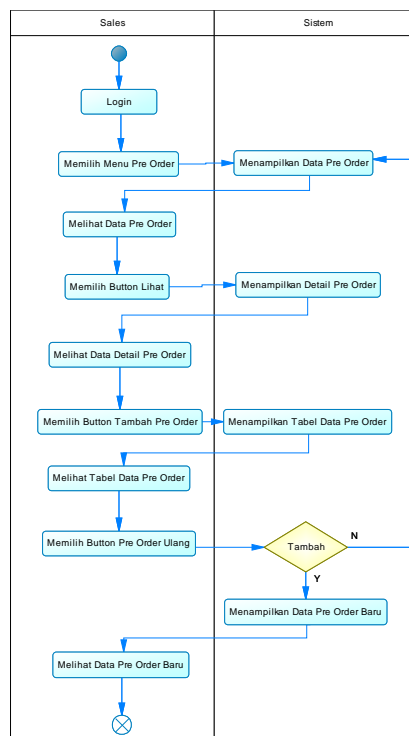 Sales
Sistem
Login
Memilih Menu Pre Order
Menampilkan Data Pre Order
Melihat Data Pre Order
Memilih Button Lihat
Menampilkan Detail Pre Order
Melihat Data Detail Pre Order
Memilih Button Tambah Pre Order
Menampilkan Tabel Data Pre Order
Melihat Tabel Data Pre Order
Memilih Button Pre Order Ulang
Tambah
N
Y
Menampilkan Data Pre Order Baru
Melihat Data Pre Order Baru